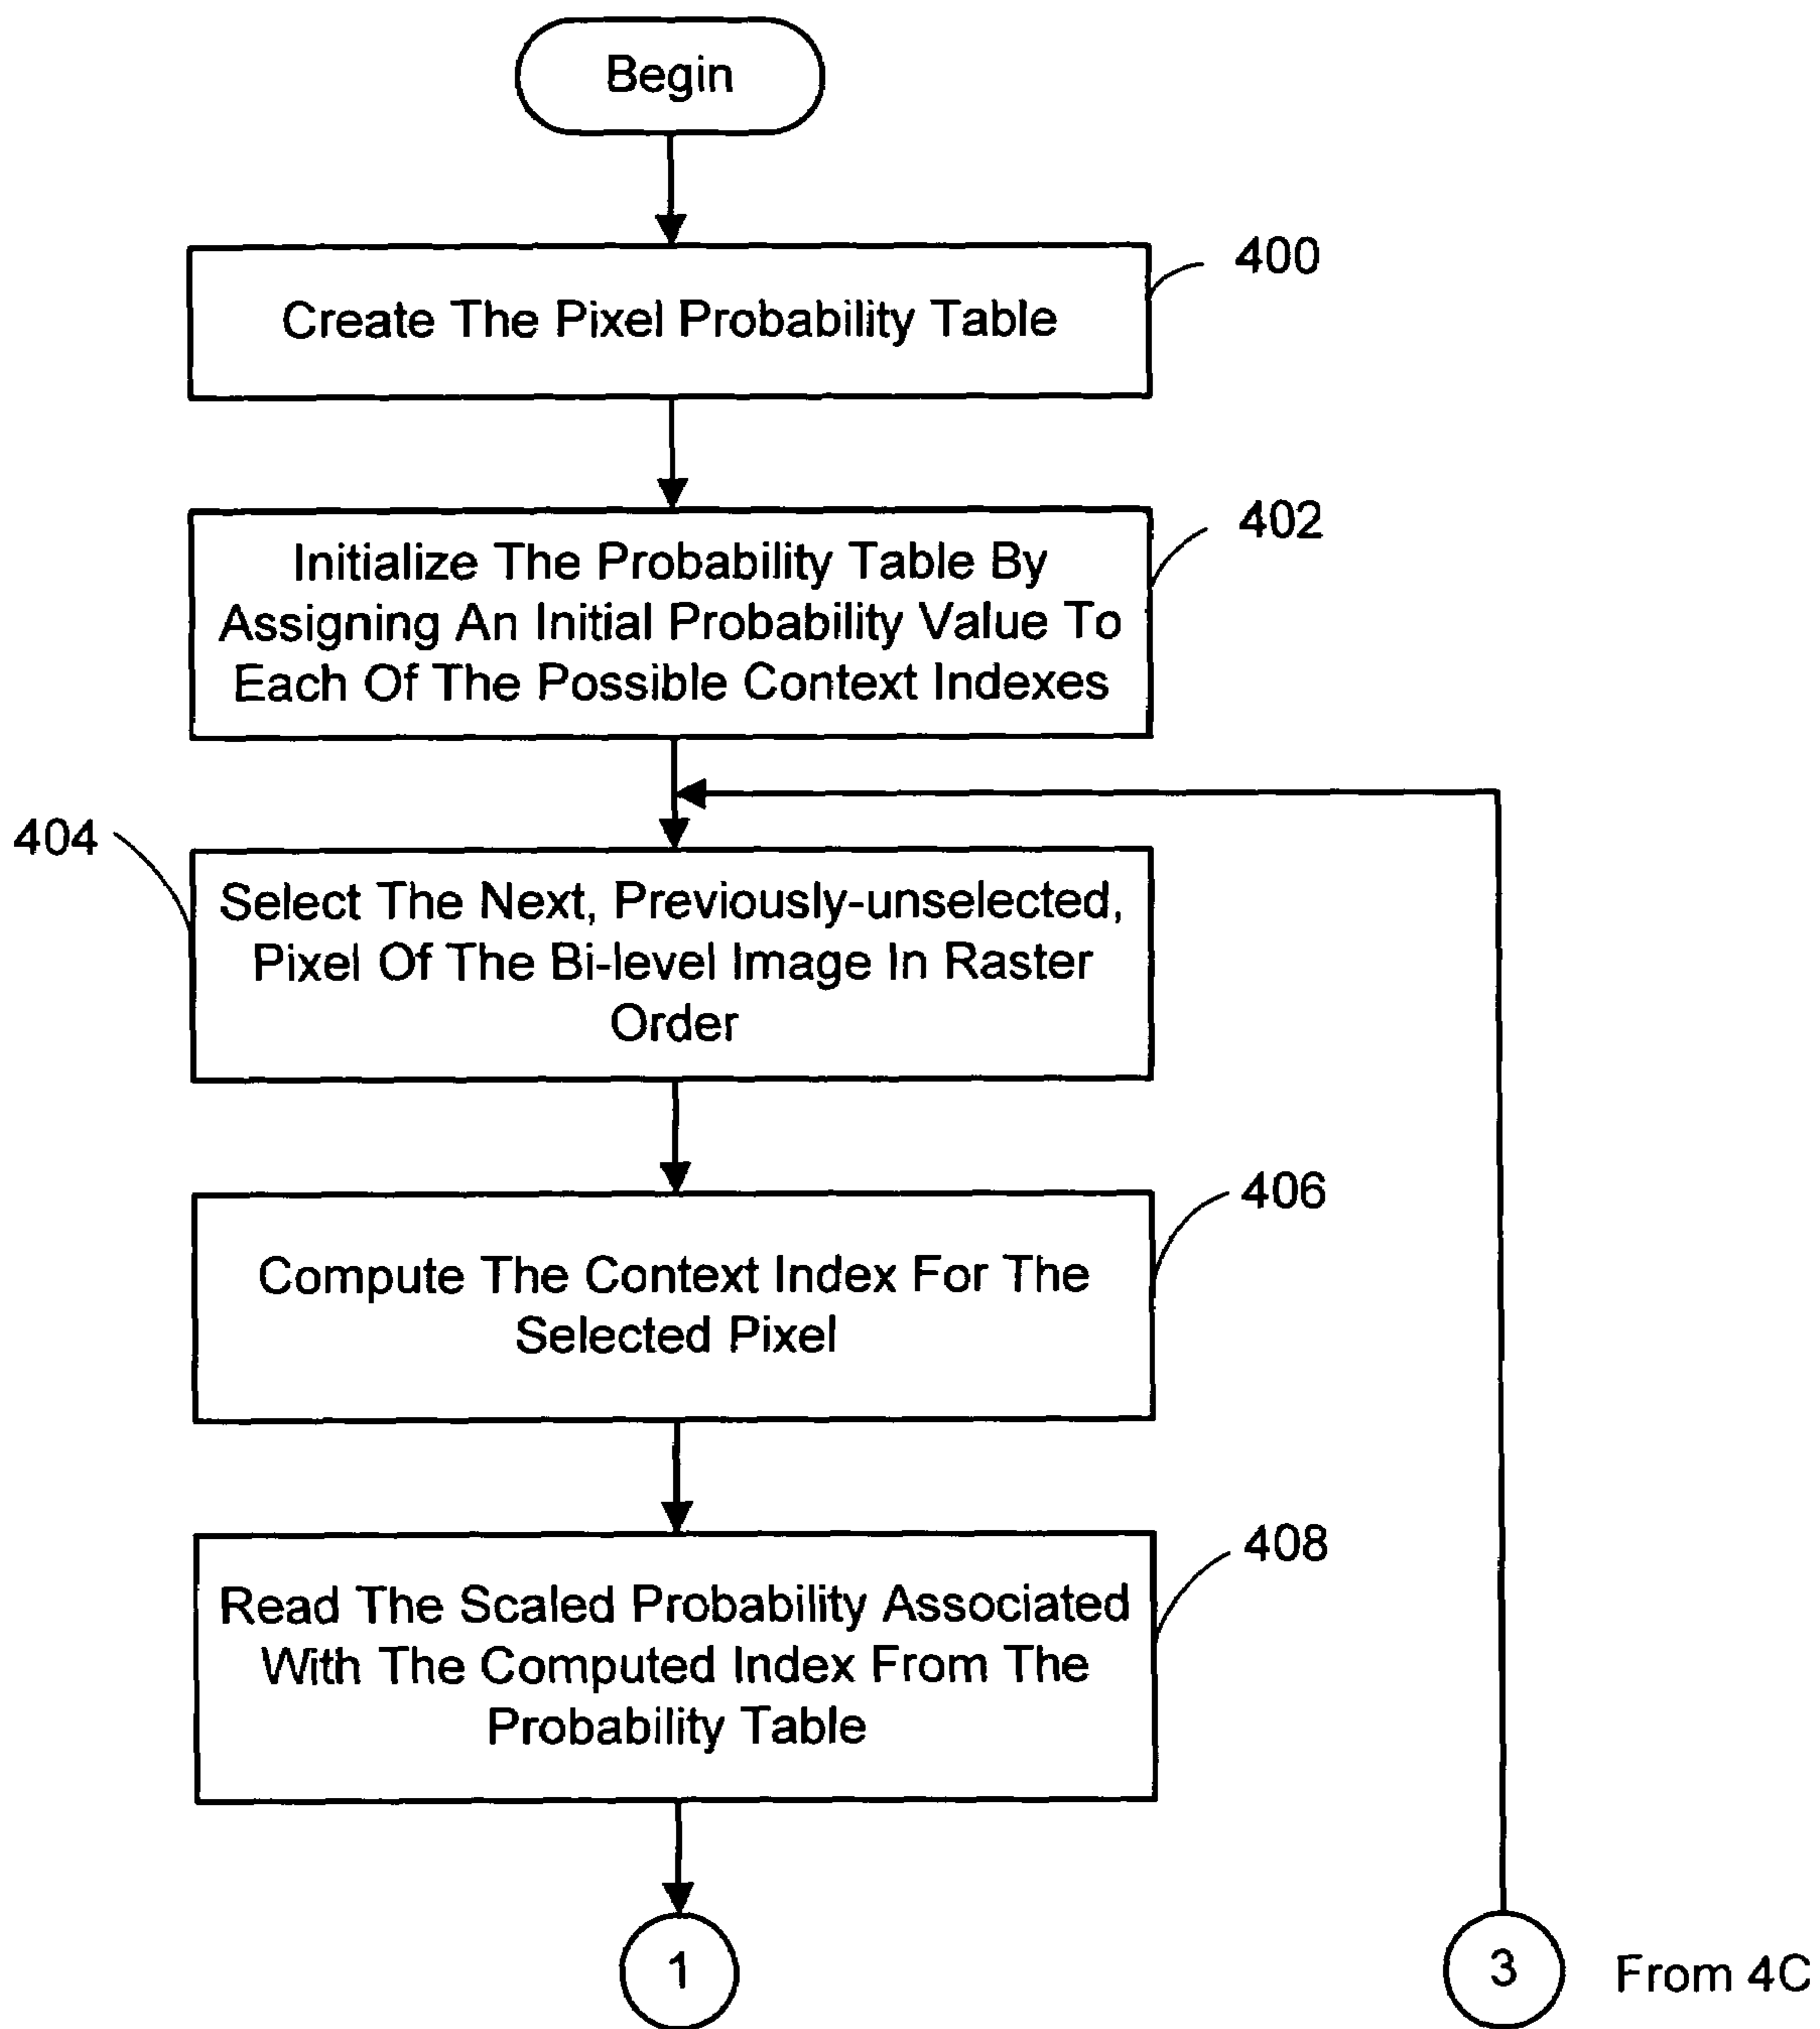 Begin
400
Create The Pixel Probability Table
402
Initialize The Probability Table By
Assigning An Initial Probability Value To
Each Of The Possible Context Indexes
404
Select The Next, Previously-unselected,
Pixel Of The Bi-level Image In Raster
Order
406
Compute The Context Index For The
Selected Pixel
408
Read The Scaled Probability Associated
With The Computed Index From The
Probability Table
1
3 From 4C